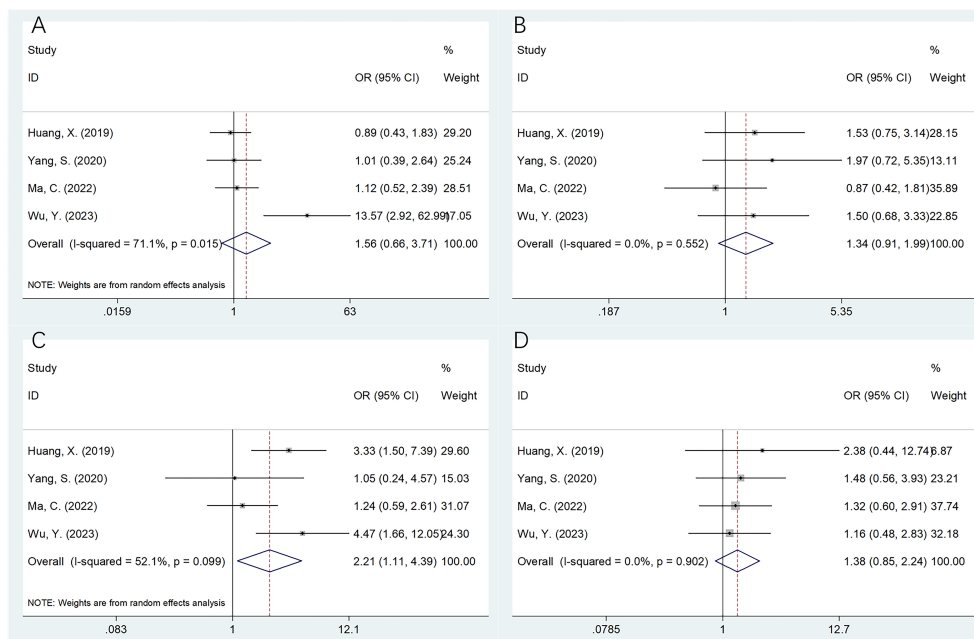 A
Study %
ID OR (95% CI) Weight
Huang, X. (2019) 0.89 (0.43, 1.83) 29.20
Yang, S. (2020) 1.01 (0.39, 2.64) 25.24
Ma, C. (2022) 1.12 (0.52, 2.39) 28.51
Wu, Y. (2023) 13.57 (2.92, 62.99) 17.05
Overall (I-squared = 71.1%, p = 0.015) 1.56 (0.66, 3.71) 100.00
NOTE: Weights are from random effects analysis
.0159 1 63
B
Study %
ID OR (95% CI) Weight
Huang, X. (2019) 1.53 (0.75, 3.14) 28.15
Yang, S. (2020) 1.97 (0.72, 5.35) 13.11
Ma, C. (2022) 0.87 (0.42, 1.81) 35.89
Wu, Y. (2023) 1.50 (0.68, 3.33) 22.85
Overall (I-squared = 0.0%, p = 0.552) 1.34 (0.91, 1.99) 100.00
.187 1 5.35
C
Study %
ID OR (95% CI) Weight
Huang, X. (2019) 3.33 (1.50, 7.39) 29.60
Yang, S. (2020) 1.05 (0.24, 4.57) 15.03
Ma, C. (2022) 1.24 (0.59, 2.61) 31.07
Wu, Y. (2023) 4.47 (1.66, 12.05) 24.30
Overall (I-squared = 52.1%, p = 0.099) 2.21 (1.11, 4.39) 100.00
NOTE: Weights are from random effects analysis
.083 1 12.1
D
Study %
ID OR (95% CI) Weight
Huang, X. (2019) 2.38 (0.44, 12.74) 6.87
Yang, S. (2020) 1.48 (0.56, 3.93) 23.21
Ma, C. (2022) 1.32 (0.60, 2.91) 37.74
Wu, Y. (2023) 1.16 (0.48, 2.83) 32.18
Overall (I-squared = 0.0%, p = 0.902) 1.38 (0.85, 2.24) 100.00
.0785 1 12.7